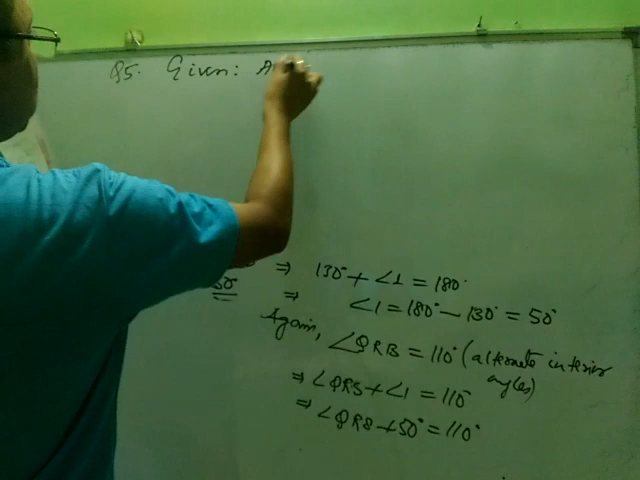 Q5. Given: A
⇒ 130° + ∠1 = 180°
50° ⇒ ∠1 = 180° - 130° = 50°
Again, ∠QRB = 110° (alternate interior angles)
⇒ ∠QRS + ∠1 = 110°
⇒ ∠QRS + 50° = 110°